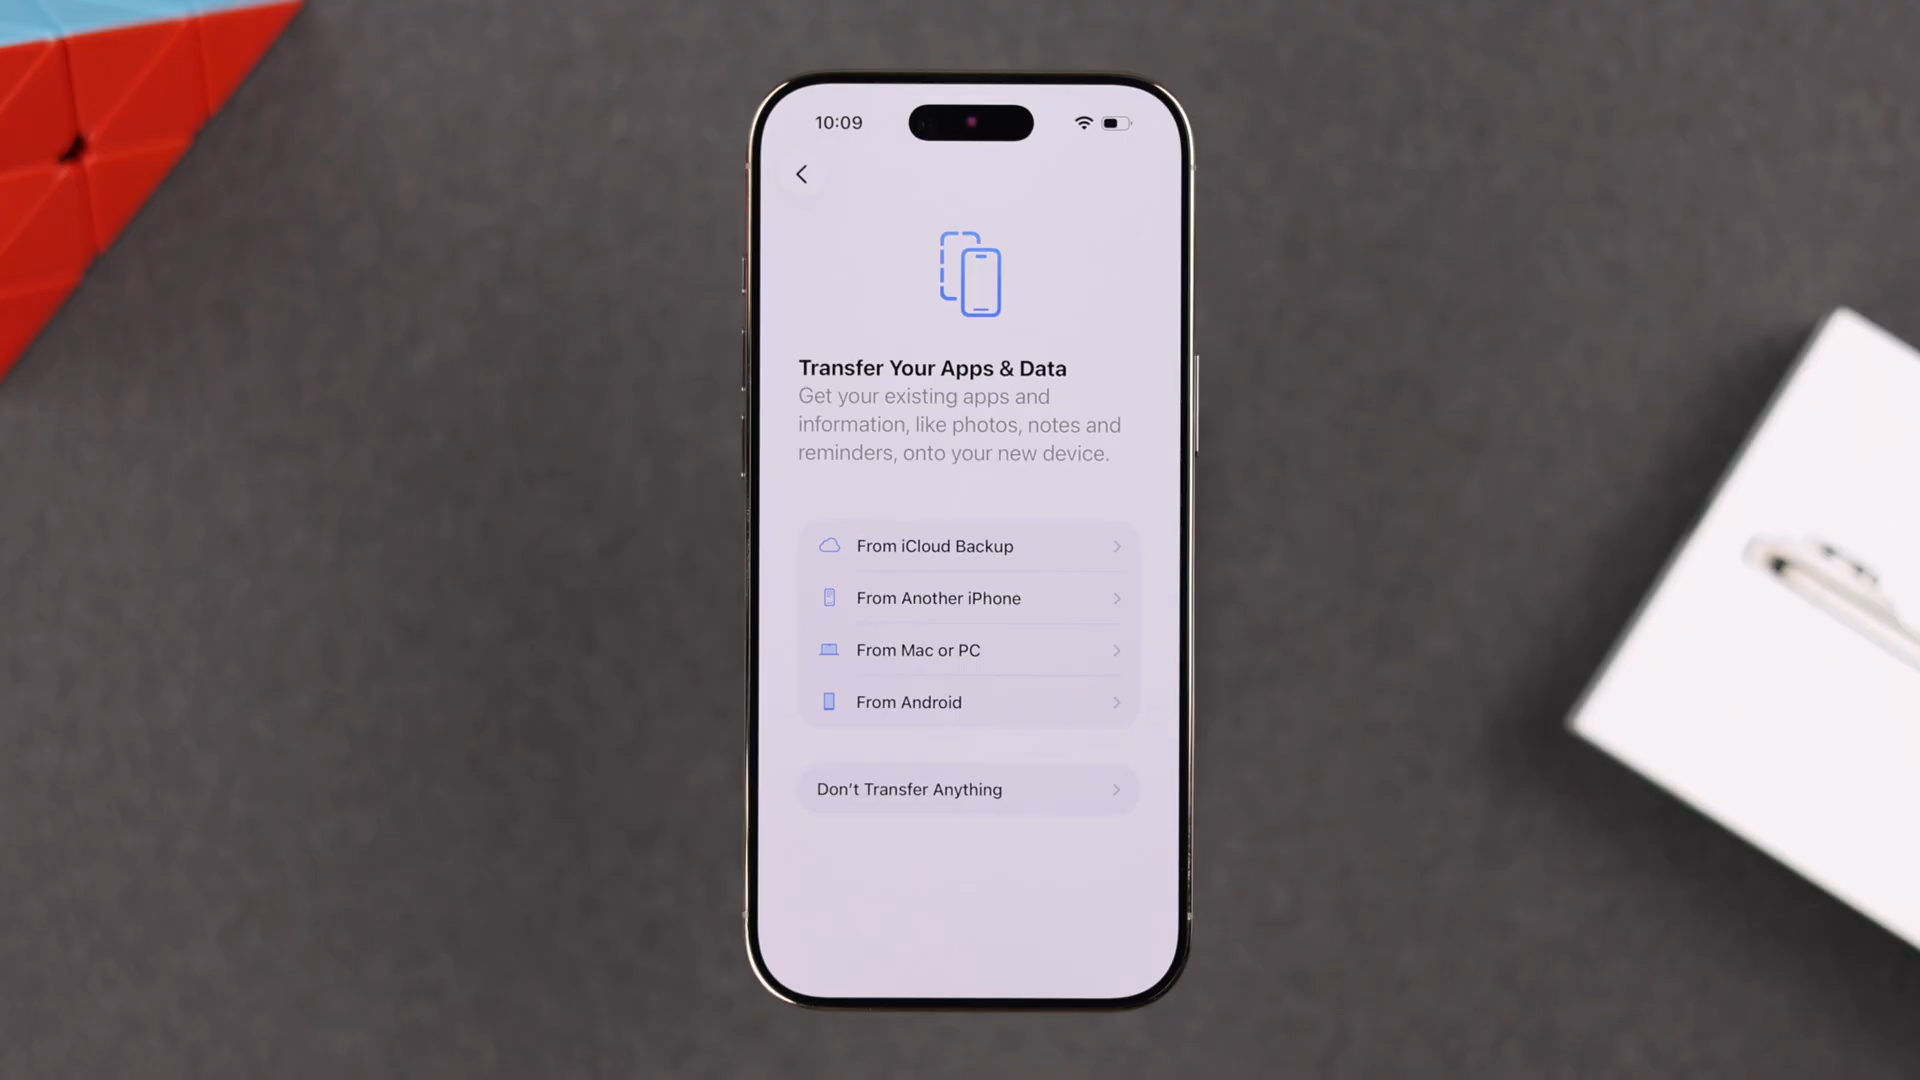 10:09
Transfer Your Apps & Data
Get your existing apps and
information, like photos, notes and
reminders, onto your new device.
From iCloud Backup
From Another iPhone
From Mac or PC
From Android
Don’t Transfer Anything